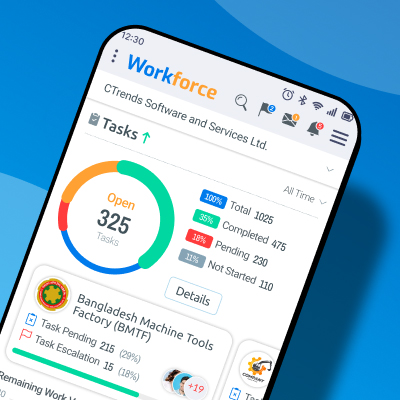 12:30
Workforce
2
1
5
CTrends Software and Services Ltd.
Tasks
All Time
Open
325
Tasks
100% Total 1025
35% Completed 475
18% Pending 230
11% Not Started 110
Details
Bangladesh Machine Tools
Factory (BMTF)
Task Pending 215 (29%)
Task Escalation 15 (18%)
+19
COMPANY
Remaining Work